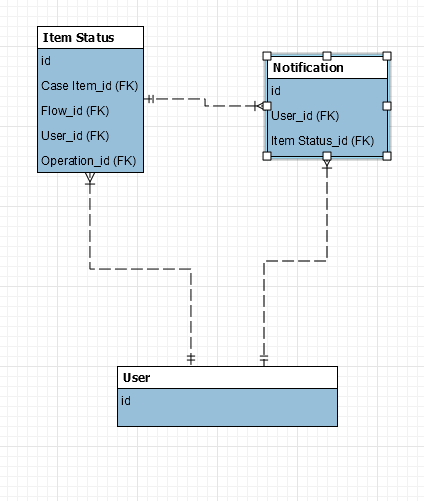 Item Status
id
Case Item_id (FK)
Flow_id (FK)
User_id (FK)
Operation_id (FK)
Notification
id
User_id (FK)
Item Status_id (FK)
User
id